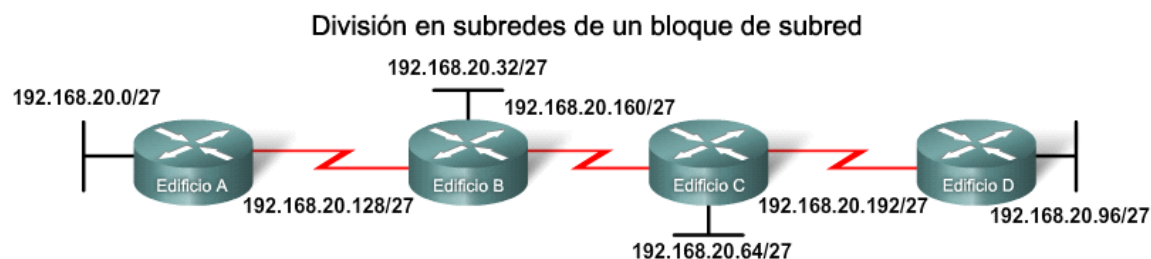 División en subredes de un bloque de subred
192.168.20.32/27
192.168.20.0/27
192.168.20.160/27
Edificio A
Edificio B
Edificio C
Edificio D
192.168.20.128/27
192.168.20.192/27
192.168.20.96/27
192.168.20.64/27